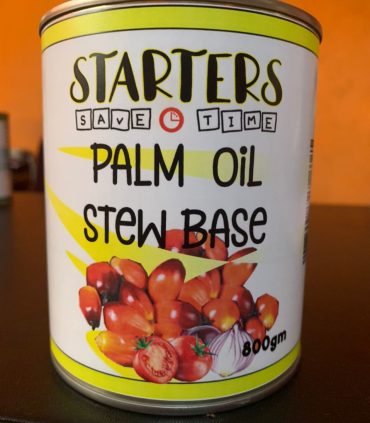 STARTERS
SAVE TIME
PALM OiL
STEW BASE
800gm